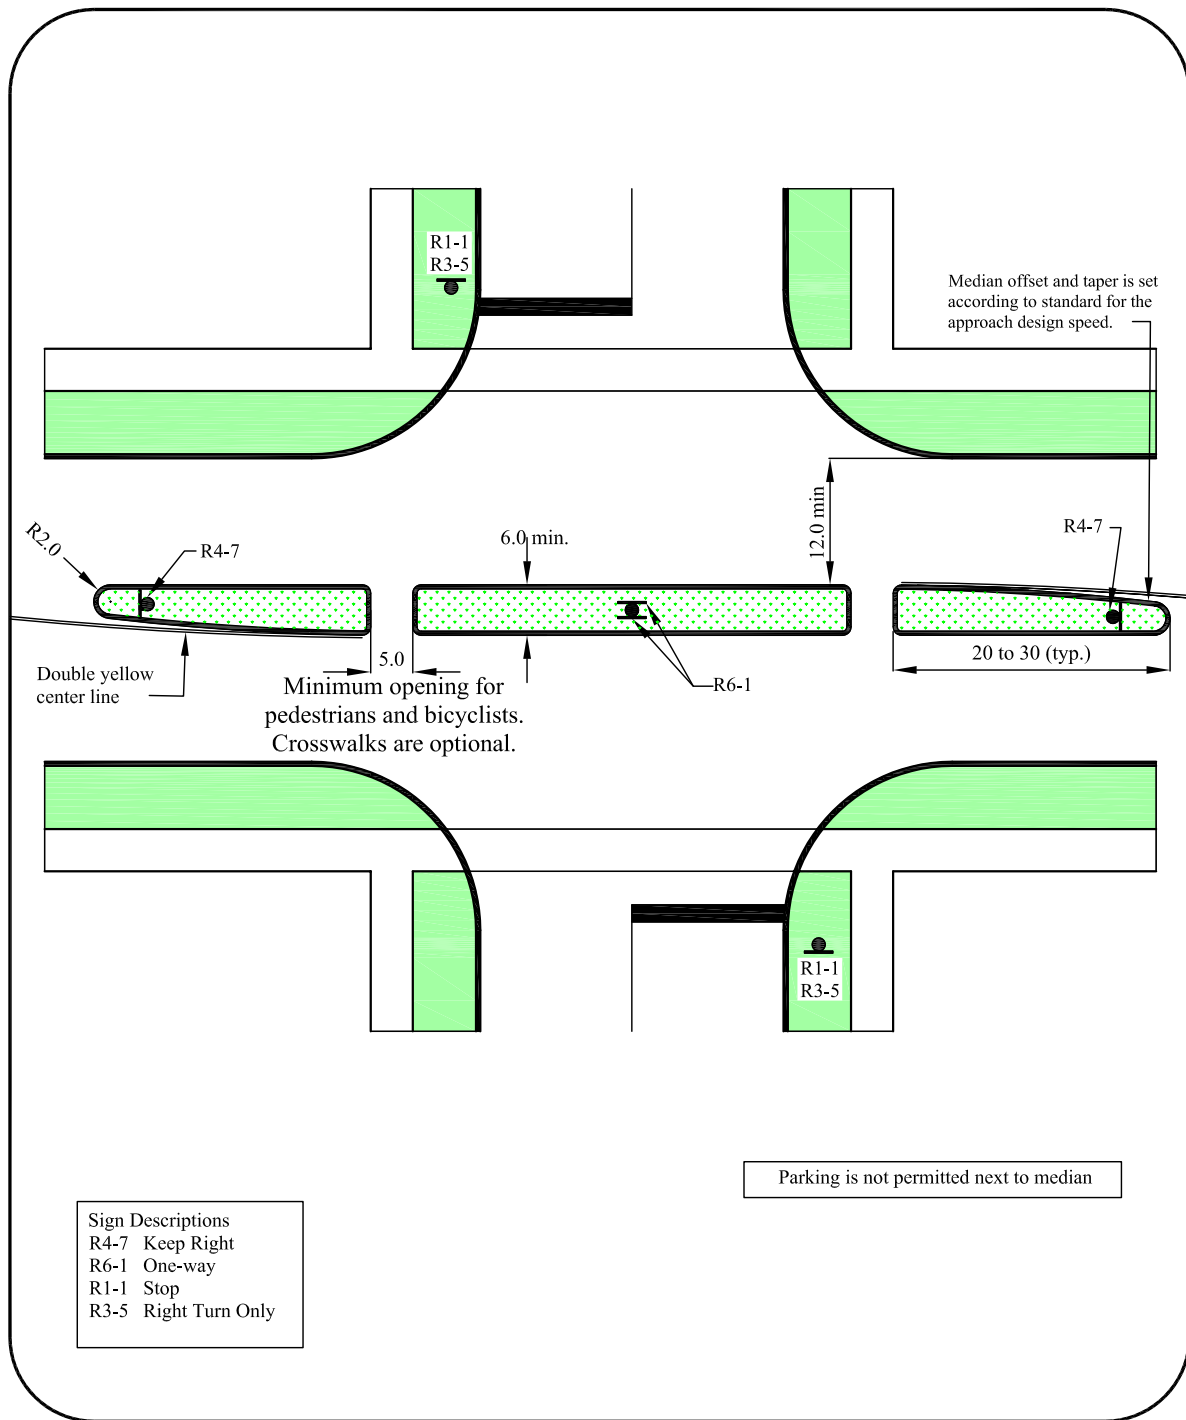 R1-1
R3-5
Median offset and taper is set
according to standard for the
approach design speed.
12.0 min
R2.0
R4-7
6.0 min.
R4-7
5.0
20 to 30 (typ.)
Double yellow
center line
R6-1
Minimum opening for
pedestrians and bicyclists.
Crosswalks are optional.
R1-1
R3-5
Parking is not permitted next to median
Sign Descriptions
R4-7 Keep Right
R6-1 One-way
R1-1 Stop
R3-5 Right Turn Only